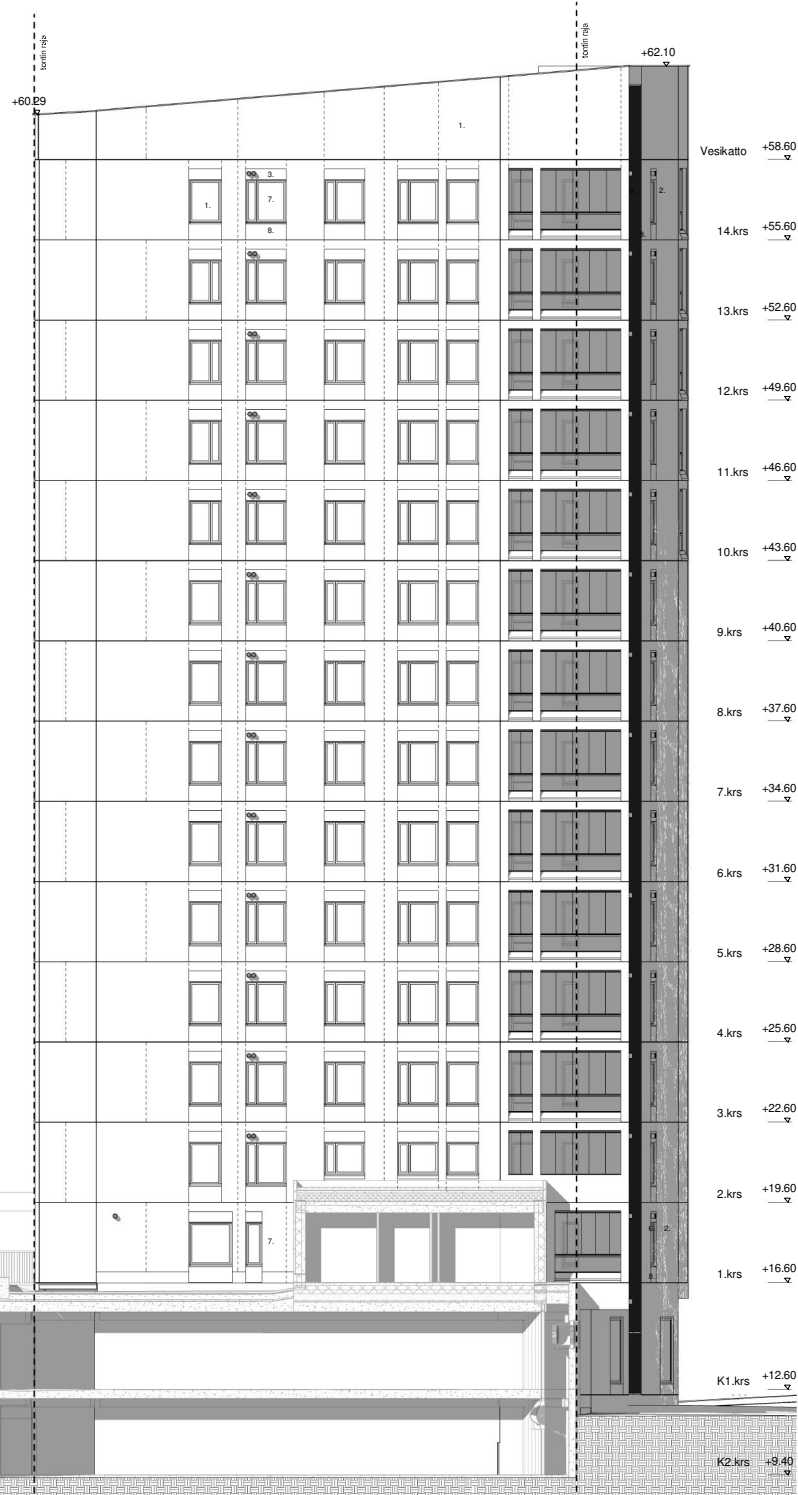 tontin raja
tontin raja
+62.10
+60.29
1.
Vesikatto +58.60
3.
1.
7.
2.
8.
8.
14.krs +55.60
13.krs +52.60
12.krs +49.60
11.krs +46.60
10.krs +43.60
9.krs +40.60
8.krs +37.60
7.krs +34.60
6.krs +31.60
5.krs +28.60
4.krs +25.60
3.krs +22.60
2.krs +19.60
6.
2.
7.
8.
1.krs +16.60
K1.krs +12.60
K2.krs +9.40